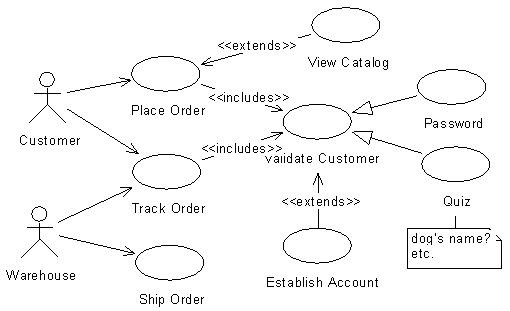 <<extends>>
View Catalog
Place Order
<<includes>>
Password
Customer
<<includes>>
Validate Customer
Track Order
<<extends>>
Quiz
dog's name?
etc.
Warehouse
Ship Order
Establish Account